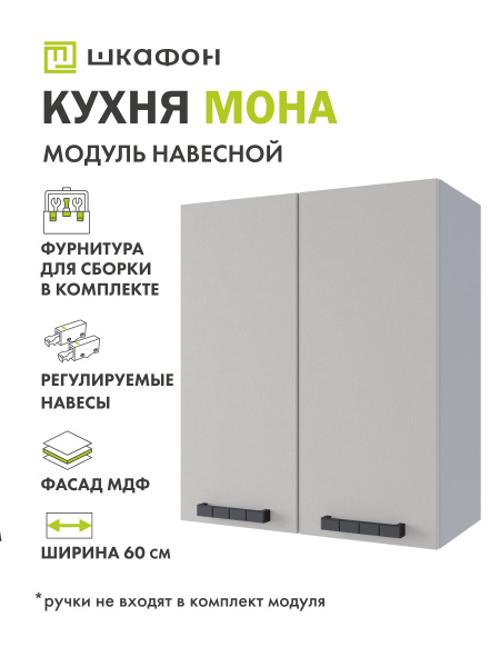 ШКАФОН
КУХНЯ МОНА
МОДУЛЬ НАВЕСНОЙ
ФУРНИТУРА
ДЛЯ СБОРКИ
В КОМПЛЕКТЕ
РЕГУЛИРУЕМЫЕ
НАВЕСЫ
ФАСАД МДФ
ШИРИНА 60 СМ
*ручки не входят в комплект модуля